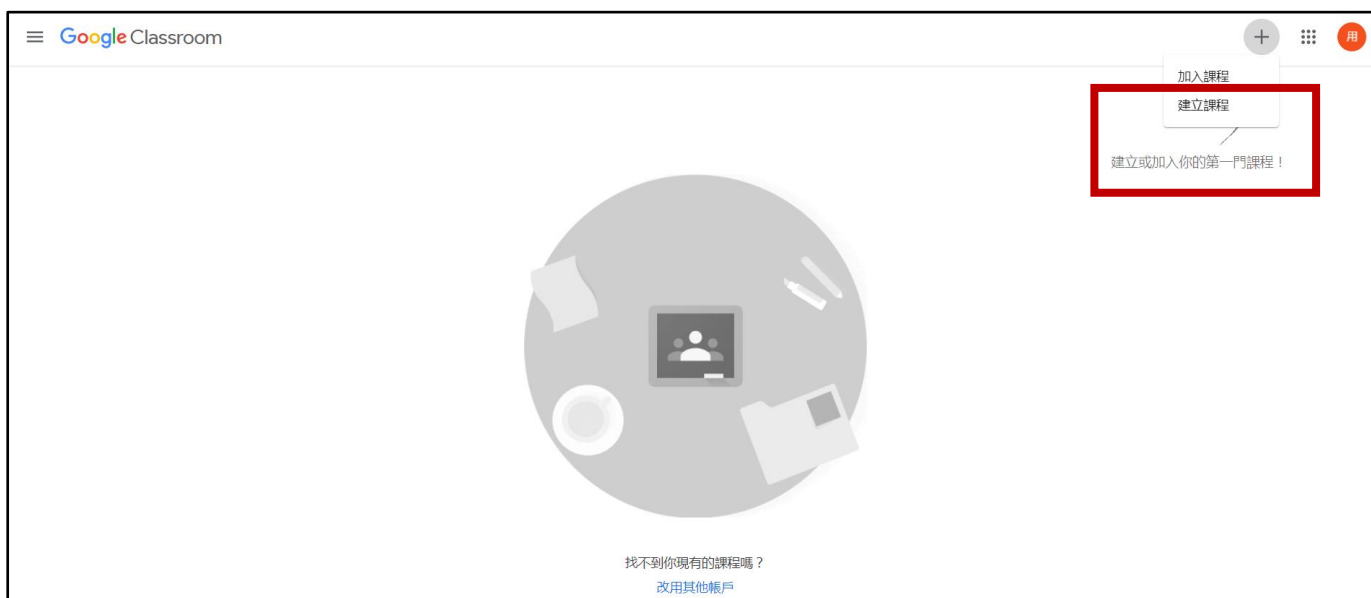 Google Classroom
用
加入課程
建立課程
建立或加入你的第一門課程！
找不到你現有的課程嗎？
改用其他帳戶